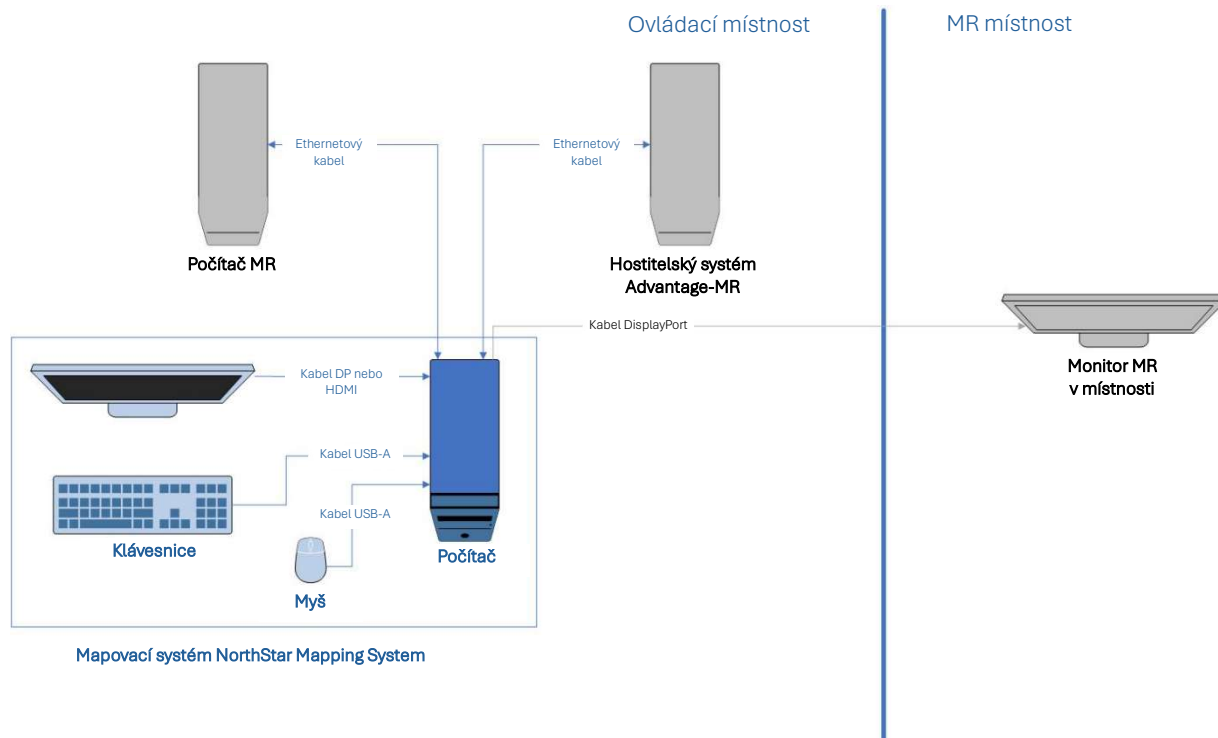 Ovládací místnost
MR místnost
Ethernetový
kabel
Ethernetový
kabel
Počítač MR
Hostitelský systém
Advantage-MR
Kabel DisplayPort
Monitor MR
v místnosti
Kabel DP nebo
HDMI
Kabel USB-A
Kabel USB-A
Klávesnice
Počítač
Myš
Mapovací systém NorthStar Mapping System